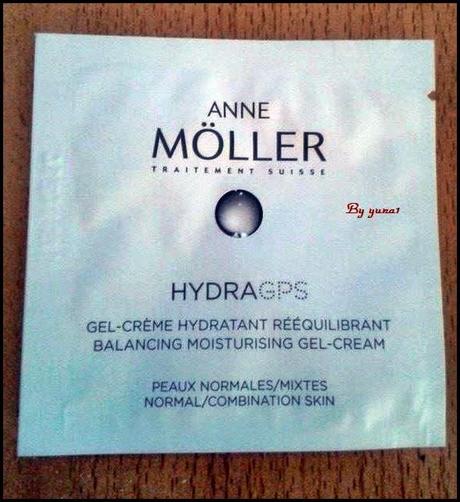 ANNE
MÖLLER
TRAITEMENT SUISSE
By yuna1
HYDRAGPS
GEL-CRÈME HYDRATANT RÉÉQUILIBRANT
BALANCING MOISTURISING GEL-CREAM
PEAUX NORMALES/MIXTES
NORMAL/COMBINATION SKIN